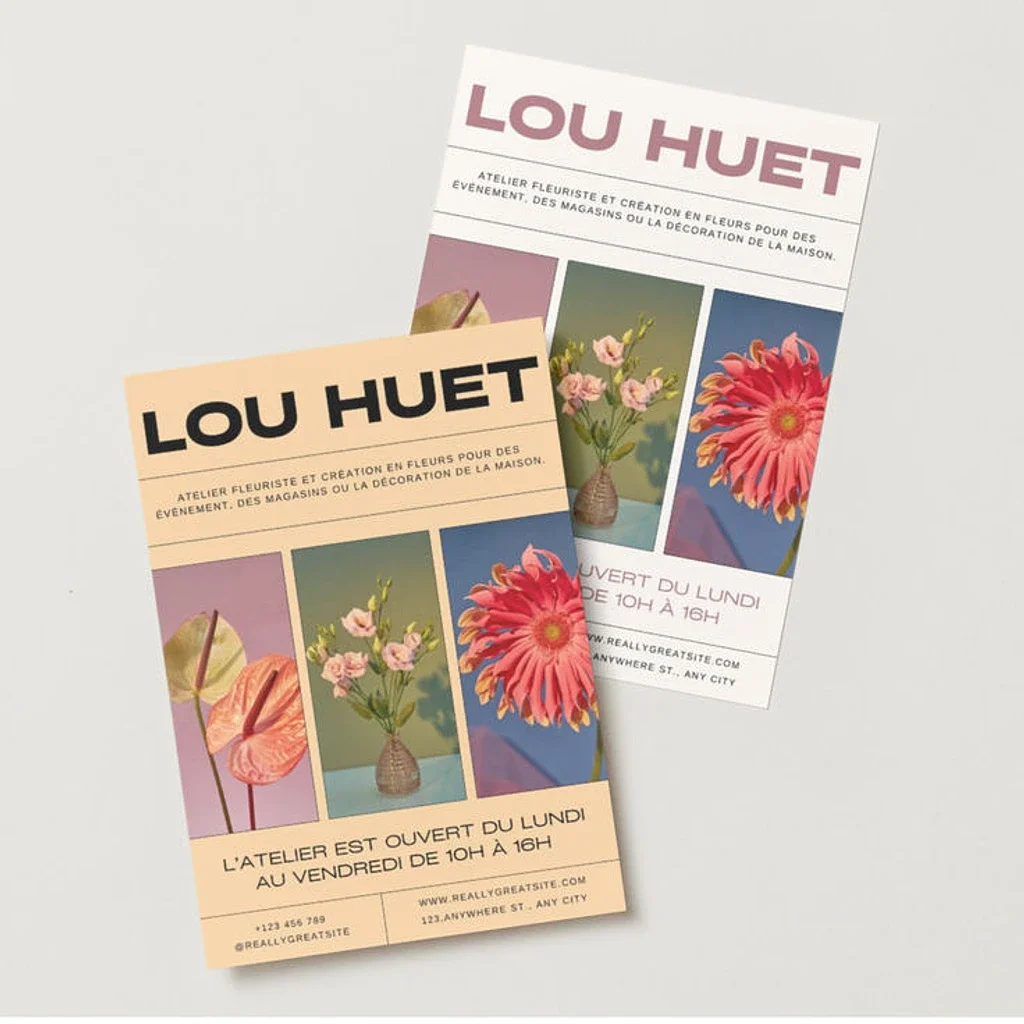 LOU HUET
ATELIER FLEURISTE ET CRÉATION EN FLEURS POUR DES
ÉVÈNEMENT, DES MAGASINS OU LA DÉCORATION DE LA MAISON.
UVERT DU LUNDI
DE 10H À 16H
WWW.REALLYGREATSITE.COM
ANYWHERE ST., ANY CITY
LOU HUET
ATELIER FLEURISTE ET CRÉATION EN FLEURS POUR DES
ÉVÈNEMENT, DES MAGASINS OU LA DÉCORATION DE LA MAISON.
L'ATELIER EST OUVERT DU LUNDI
AU VENDREDI DE 10H À 16H
+123 456 789
@REALLYGREATSITE
WWW.REALLYGREATSITE.COM
123,ANYWHERE ST., ANY CITY